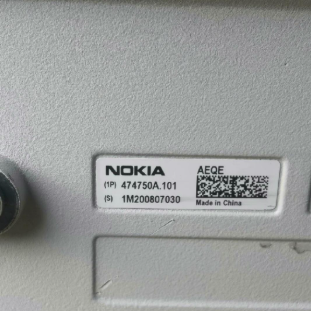 NOKIA AEQE
(1P) 474750A.101
(S) 1M200807030
Made in China